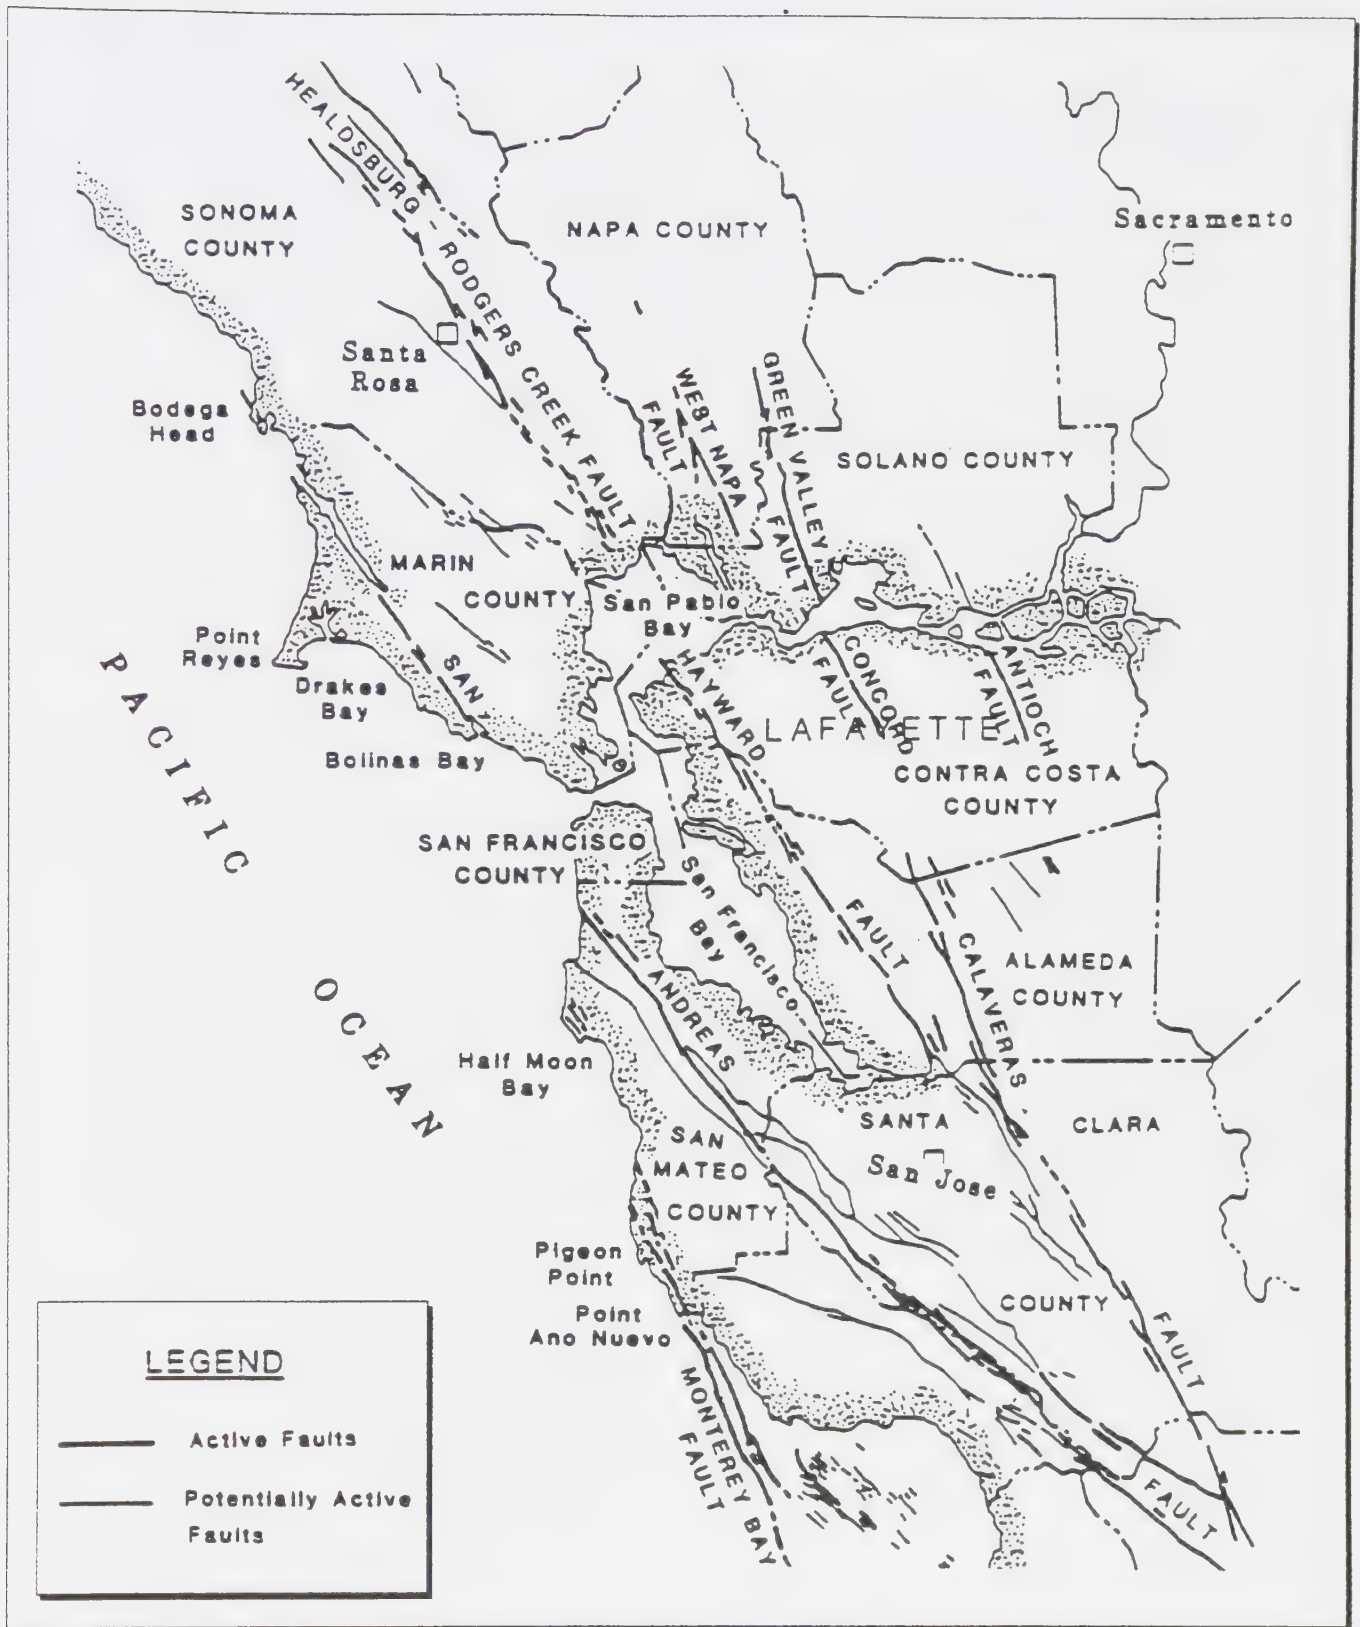 HEALDSBURG - RODGERS CREEK FAULT
SONOMA
COUNTY
NAPA COUNTY
Sacramento
Santa
Rosa
Bodega
Head
WEST NAPA
FAULT
GREEN VALLEY
FAULT
SOLANO COUNTY
MARIN
COUNTY
San Pablo
Bay
Point
Reyes
Drakes
Bay
Bolinas Bay
SAN
HAYWARD
CONCORD
FAULT
ANTIOCH
FAULT
LAFAYETTE
CONTRA COSTA
COUNTY
PACIFIC
OCEAN
SAN FRANCISCO
COUNTY
San Francisco
Bay
FAULT
CALAVERAS
ALAMEDA
COUNTY
ANDREAS
Half Moon
Bay
SANTA
CLARA
San Jose
SAN
MATEO
COUNTY
Pigeon
Point
COUNTY
Point
Ano Nuevo
FAULT
MONTEREY BAY
FAULT
FAULT
LEGEND
Active Faults
Potentially Active
Faults